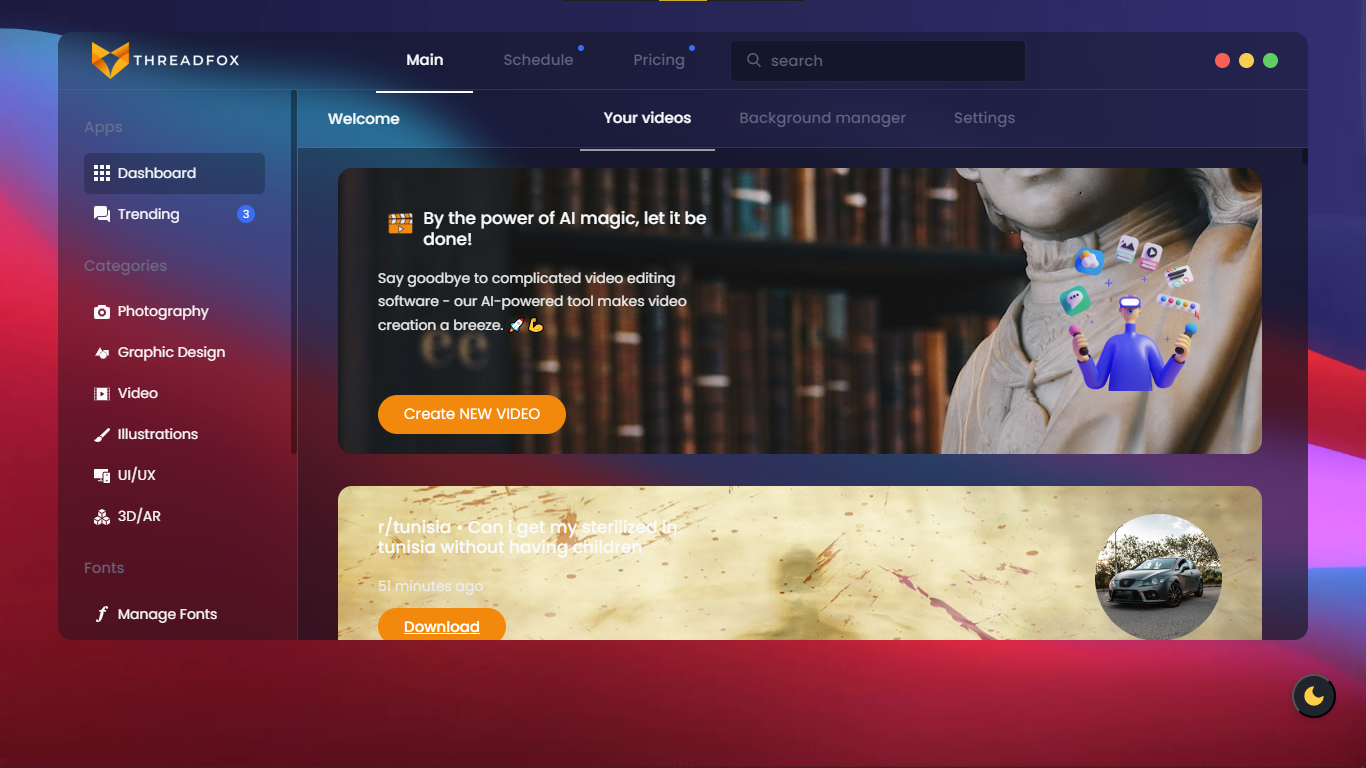 THREADFOX
Main
Schedule
Pricing
search
Apps
Dashboard
Trending
3
Categories
Photography
Graphic Design
Video
Illustrations
UI/UX
3D/AR
Fonts
Manage Fonts
Welcome
Your videos
Background manager
Settings
By the power of AI magic, let it be
done!
Say goodbye to complicated video editing
software - our AI-powered tool makes video
creation a breeze. 🚀💪
Create NEW VIDEO
r/tunisia • Can i get my sterilized in
tunisia without having children
51 minutes ago
Download